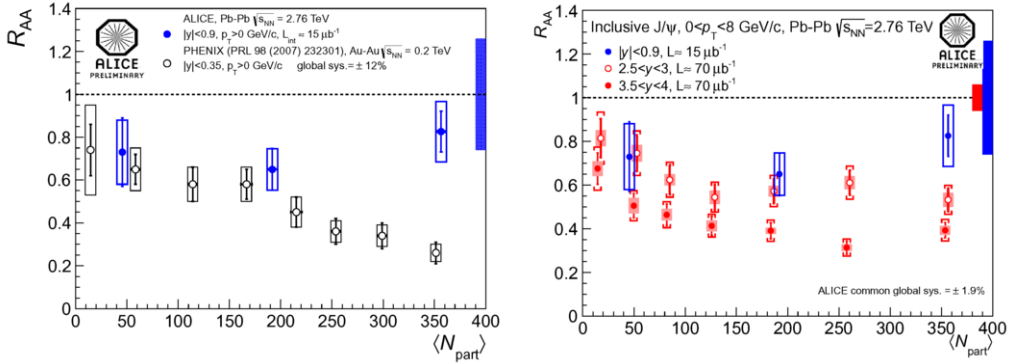 R_AA
ALICE
PRELIMINARY
ALICE, Pb-Pb √s_NN = 2.76 TeV
|y|<0.9, p_T>0 GeV/c, L_int ≈ 15 μb⁻¹
PHENIX (PRL 98 (2007) 232301), Au-Au √s_NN = 0.2 TeV
|y|<0.35, p_T>0 GeV/c global sys.= ± 12%
1.4
1.2
1
0.8
0.6
0.4
0.2
0
0 50 100 150 200 250 300 350 400
⟨N_part⟩
R_AA
Inclusive J/ψ, 0<p_T<8 GeV/c, Pb-Pb √s_NN=2.76 TeV
|y|<0.9, L≈ 15 μb⁻¹
2.5<y<3, L≈ 70 μb⁻¹
3.5<y<4, L≈ 70 μb⁻¹
ALICE
PRELIMINARY
1.4
1.2
1
0.8
0.6
0.4
0.2
0
ALICE common global sys. = ± 1.9%
0 50 100 150 200 250 300 350 400
⟨N_part⟩